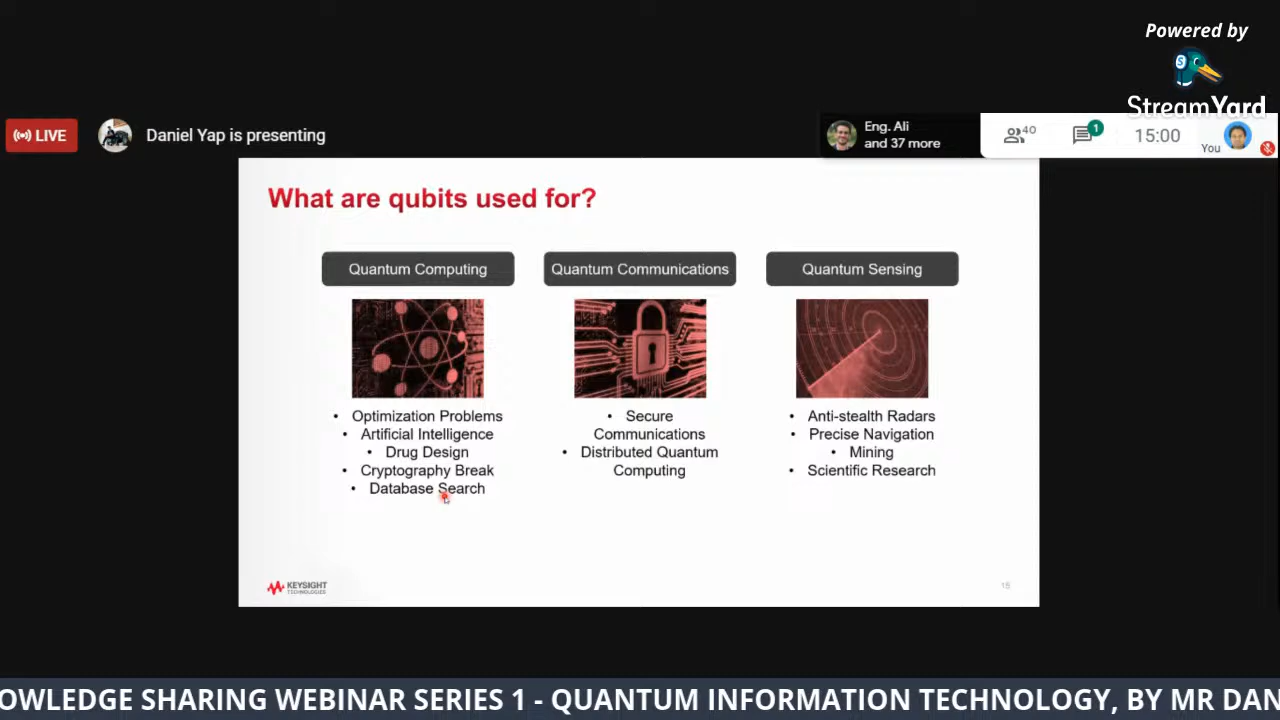 Powered by
StreamYard
LIVE
Daniel Yap is presenting
Eng. Ali
and 37 more
40
1
15:00
You
What are qubits used for?
Quantum Computing
Quantum Communications
Quantum Sensing
• Optimization Problems
• Artificial Intelligence
• Drug Design
• Cryptography Break
• Database Search
• Secure
Communications
• Distributed Quantum
Computing
• Anti-stealth Radars
• Precise Navigation
• Mining
• Scientific Research
KEYSIGHT
TECHNOLOGIES
OWLEDGE SHARING WEBINAR SERIES 1 - QUANTUM INFORMATION TECHNOLOGY, BY MR DAN